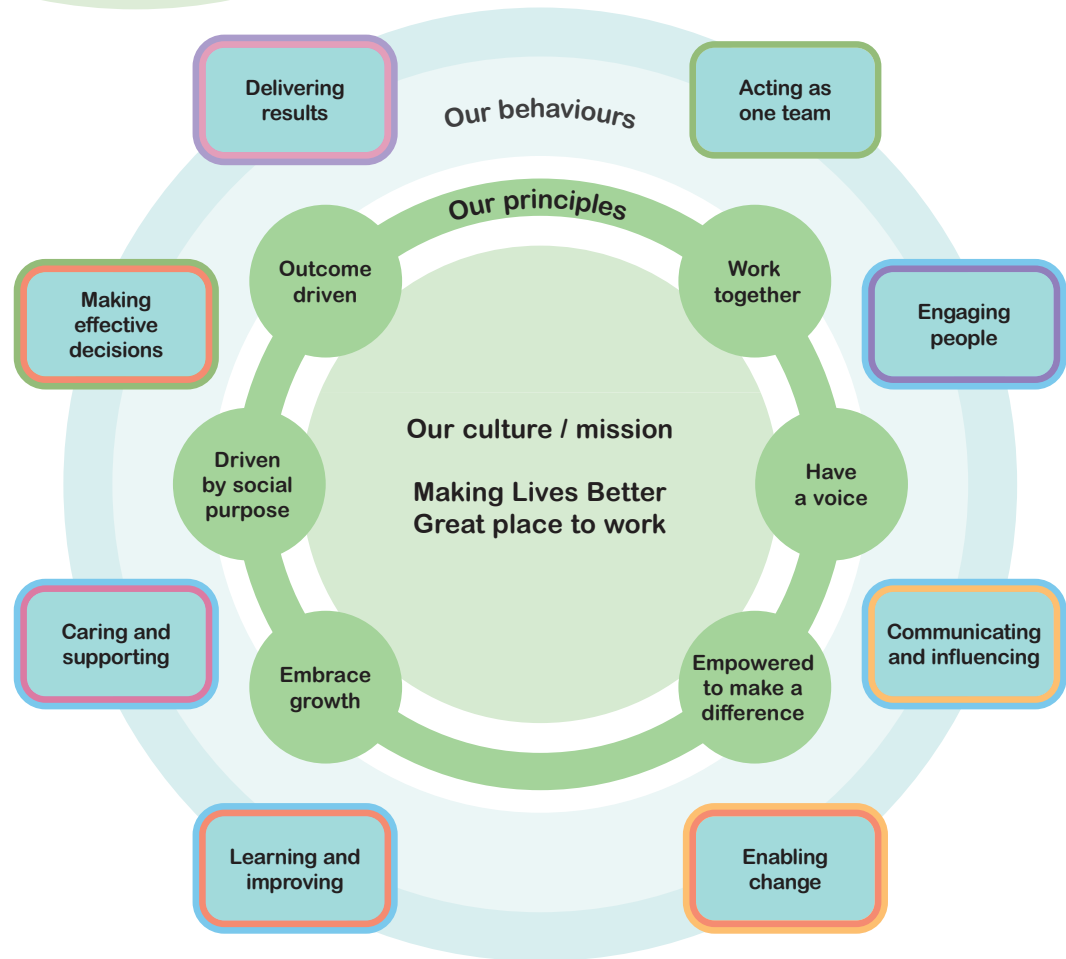 Our behaviours
Delivering
results
Acting as
one team
Engaging
people
Communicating
and influencing
Enabling
change
Learning and
improving
Caring and
supporting
Making
effective
decisions
Our principles
Outcome
driven
Work
together
Have
a voice
Empowered
to make a
difference
Embrace
growth
Driven
by social
purpose
Our culture / mission
Making Lives Better
Great place to work